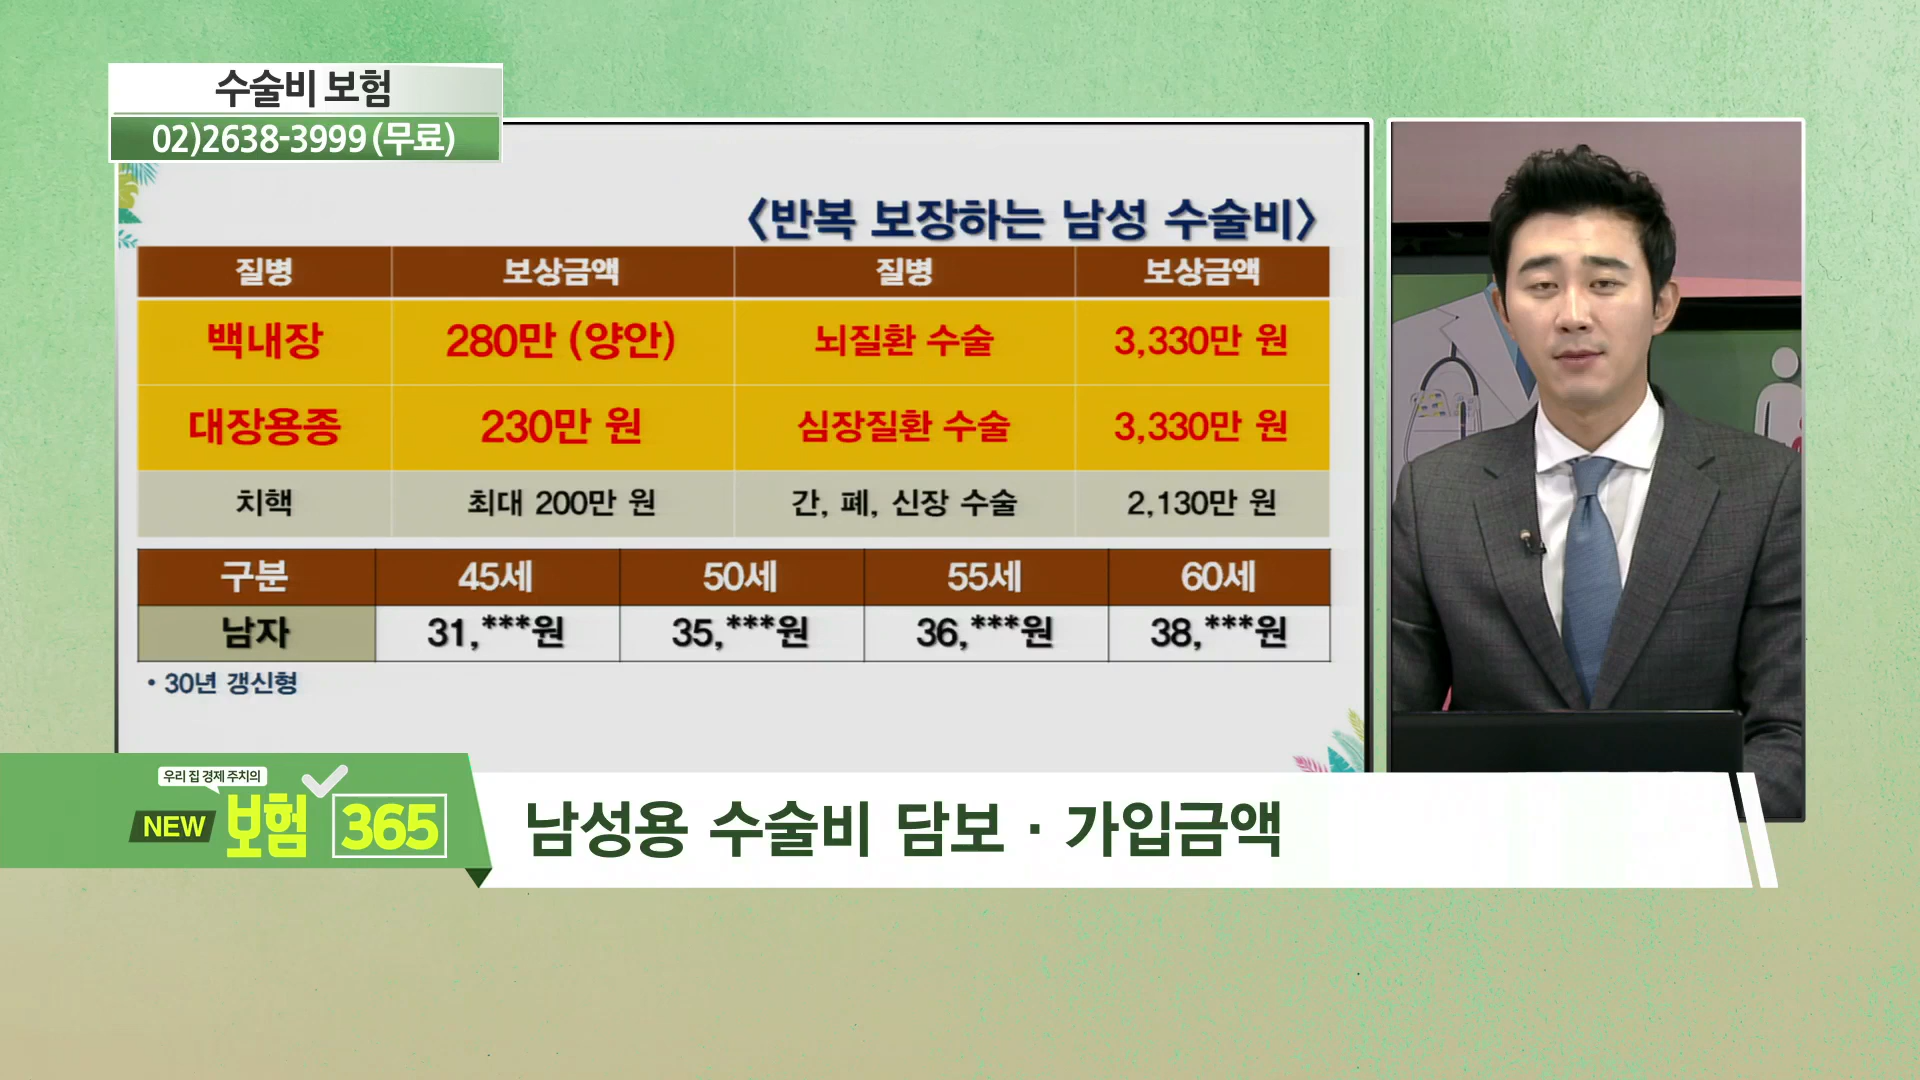 수술비 보험
02)2638-3999 (무료)
<반복 보장하는 남성 수술비>
질병 보상금액 질병 보상금액
백내장 280만 (양안) 뇌질환 수술 3,330만 원
대장용종 230만 원 심장질환 수술 3,330만 원
치핵 최대 200만 원 간, 폐, 신장 수술 2,130만 원
구분 45세 50세 55세 60세
남자 31,***원 35,***원 36,***원 38,***원
• 30년 갱신형
우리 집 경제 주치의
NEW 보험 365
남성용 수술비 담보 · 가입금액